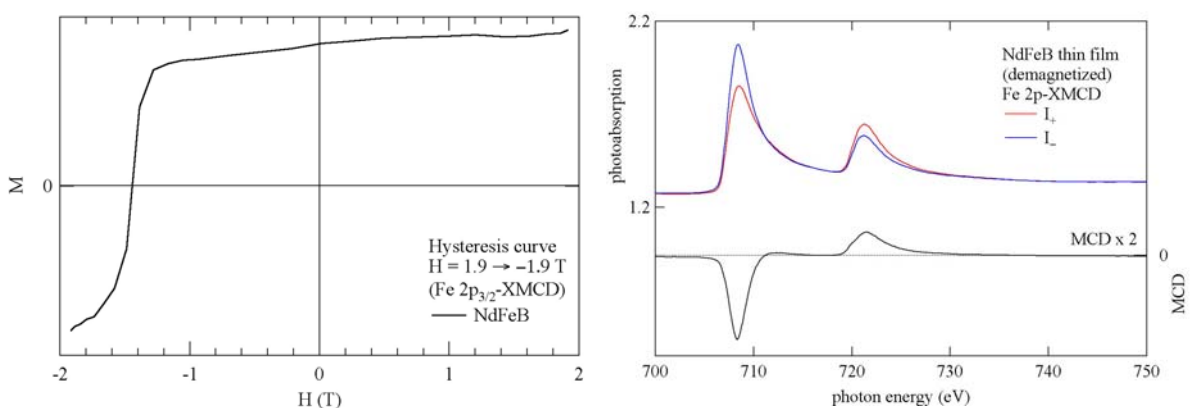 M
0
Hysteresis curve
H = 1.9 → −1.9 T
(Fe 2p₃/₂-XMCD)
NdFeB
-2
-1
0
1
2
H (T)
2.2
photoabsorption
1.2
NdFeB thin film
(demagnetized)
Fe 2p-XMCD
I₊
I₋
MCD x 2
0
MCD
700
710
720
730
740
750
photon energy (eV)